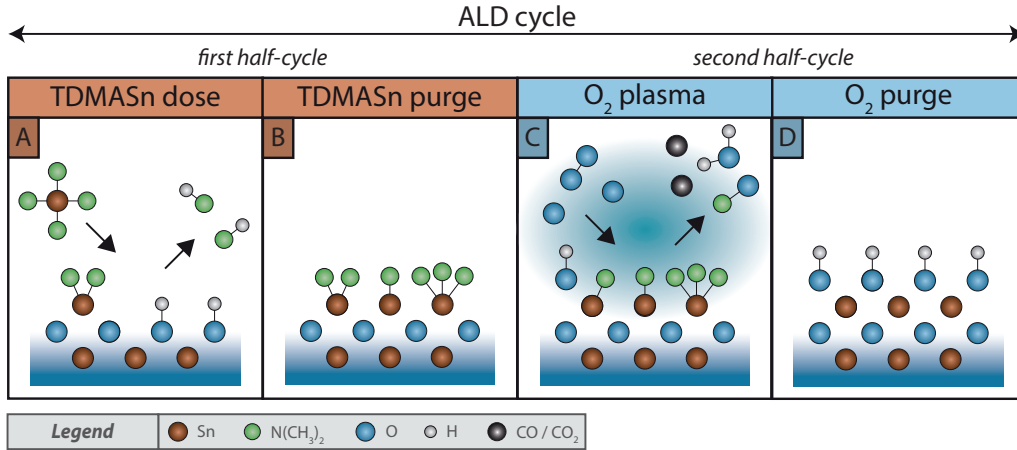 ALD cycle
first half-cycle
second half-cycle
TDMASn dose
TDMASn purge
O₂ plasma
O₂ purge
A
B
C
D
Legend
Sn
N(CH₃)₂
O
H
CO / CO₂